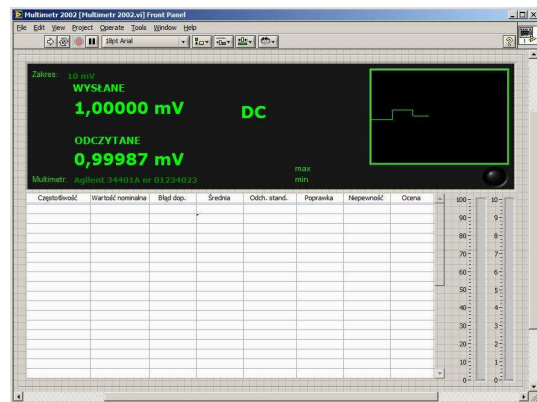 Multimetr 2002 [Multimetr 2002.vi] Front Panel
File Edit View Project Operate Tools Window Help
18pt Arial
Zakres: 10 mV
WYSŁANE
1,00000 mV
DC
ODCZYTANE
0,99987 mV
max
min
Multimetr: Agilent 34401A nr 01234023
Częstotliwość Wartość nominalna Błąd dop. Średnia Odch. stand. Poprawka Niepewność Ocena
100 10
90 9
80 8
70 7
60 6
50 5
40 4
30 3
20 2
10 1
0 0